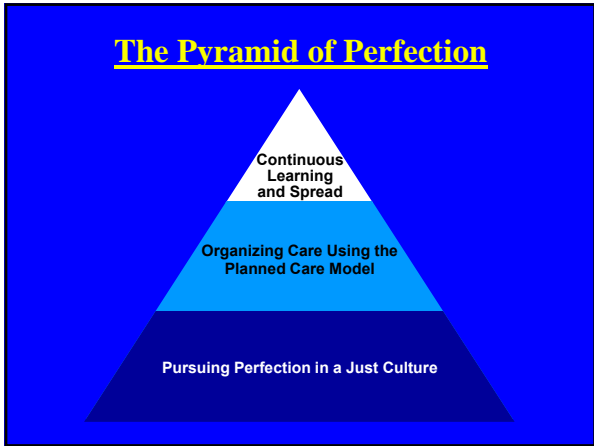 The Pyramid of Perfection
Continuous
Learning
and Spread
Organizing Care Using the
Planned Care Model
Pursuing Perfection in a Just Culture